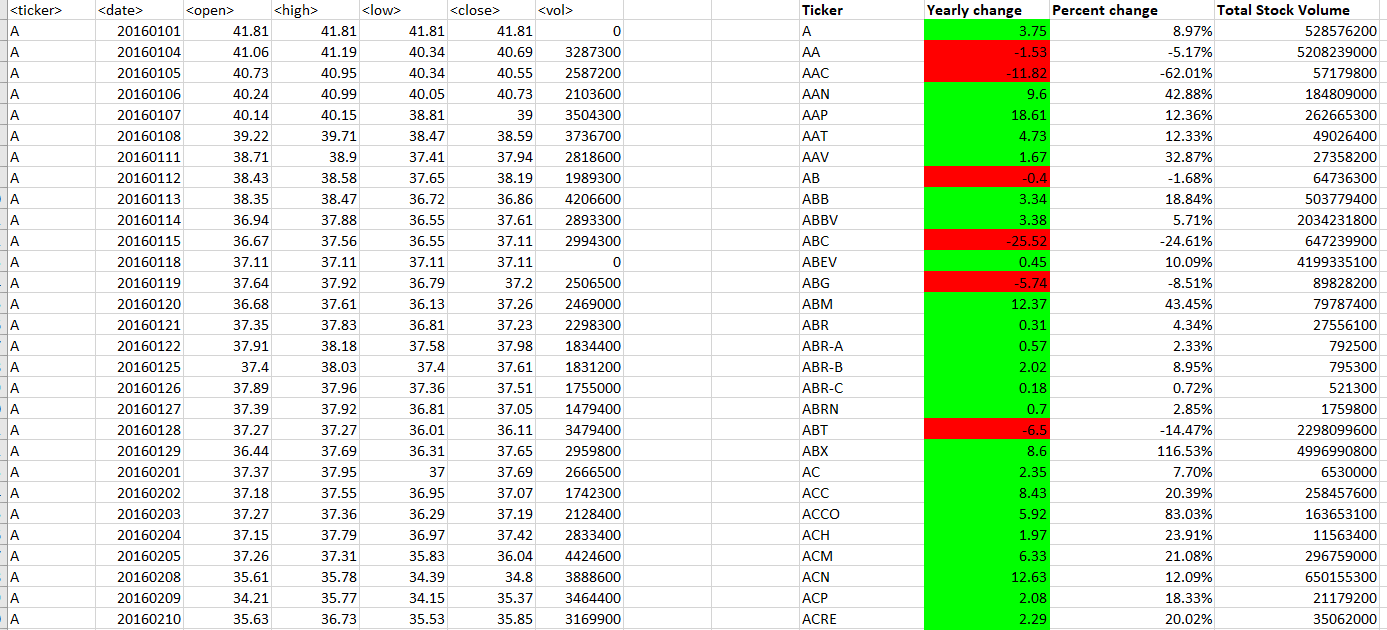 <ticker> <date> <open> <high> <low> <close> <vol> Ticker Yearly change Percent change Total Stock Volume
A 20160101 41.81 41.81 41.81 41.81 0 A 3.75 8.97% 528576200
A 20160104 41.06 41.19 40.34 40.69 3287300 AA -1.53 -5.17% 5208239000
A 20160105 40.73 40.95 40.34 40.55 2587200 AAC -11.82 -62.01% 57179800
A 20160106 40.24 40.99 40.05 40.73 2103600 AAN 9.6 42.88% 184809000
A 20160107 40.14 40.15 38.81 39 3504300 AAP 18.61 12.36% 262665300
A 20160108 39.22 39.71 38.47 38.59 3736700 AAT 4.73 12.33% 49026400
A 20160111 38.71 38.9 37.41 37.94 2818600 AAV 1.67 32.87% 27358200
A 20160112 38.43 38.58 37.65 38.19 1989300 AB -0.4 -1.68% 64736300
A 20160113 38.35 38.47 36.72 36.86 4206600 ABB 3.34 18.84% 503779400
A 20160114 36.94 37.88 36.55 37.61 2893300 ABBV 3.38 5.71% 2034231800
A 20160115 36.67 37.56 36.55 37.11 2994300 ABC -25.52 -24.61% 647239900
A 20160118 37.11 37.11 37.11 37.11 0 ABEV 0.45 10.09% 4199335100
A 20160119 37.64 37.92 36.79 37.2 2506500 ABG -5.74 -8.51% 89828200
A 20160120 36.68 37.61 36.13 37.26 2469000 ABM 12.37 43.45% 79787400
A 20160121 37.35 37.83 36.81 37.23 2298300 ABR 0.31 4.34% 27556100
A 20160122 37.91 38.18 37.58 37.98 1834400 ABR-A 0.57 2.33% 792500
A 20160125 37.4 38.03 37.4 37.61 1831200 ABR-B 2.02 8.95% 795300
A 20160126 37.89 37.96 37.36 37.51 1755000 ABR-C 0.18 0.72% 521300
A 20160127 37.39 37.92 36.81 37.05 1479400 ABRN 0.7 2.85% 1759800
A 20160128 37.27 37.27 36.01 36.11 3479400 ABT -6.5 -14.47% 2298099600
A 20160129 36.44 37.69 36.31 37.65 2959800 ABX 8.6 116.53% 4996990800
A 20160201 37.37 37.95 37 37.69 2666500 AC 2.35 7.70% 6530000
A 20160202 37.18 37.55 36.95 37.07 1742300 ACC 8.43 20.39% 258457600
A 20160203 37.27 37.36 36.29 37.19 2128400 ACCO 5.92 83.03% 163653100
A 20160204 37.15 37.79 36.97 37.42 2833400 ACH 1.97 23.91% 11563400
A 20160205 37.26 37.31 35.83 36.04 4424600 ACM 6.33 21.08% 296759000
A 20160208 35.61 35.78 34.39 34.8 3888600 ACN 12.63 12.09% 650155300
A 20160209 34.21 35.77 34.15 35.37 3464400 ACP 2.08 18.33% 21179200
A 20160210 35.63 36.73 35.53 35.85 3169900 ACRE 2.29 20.02% 35062000